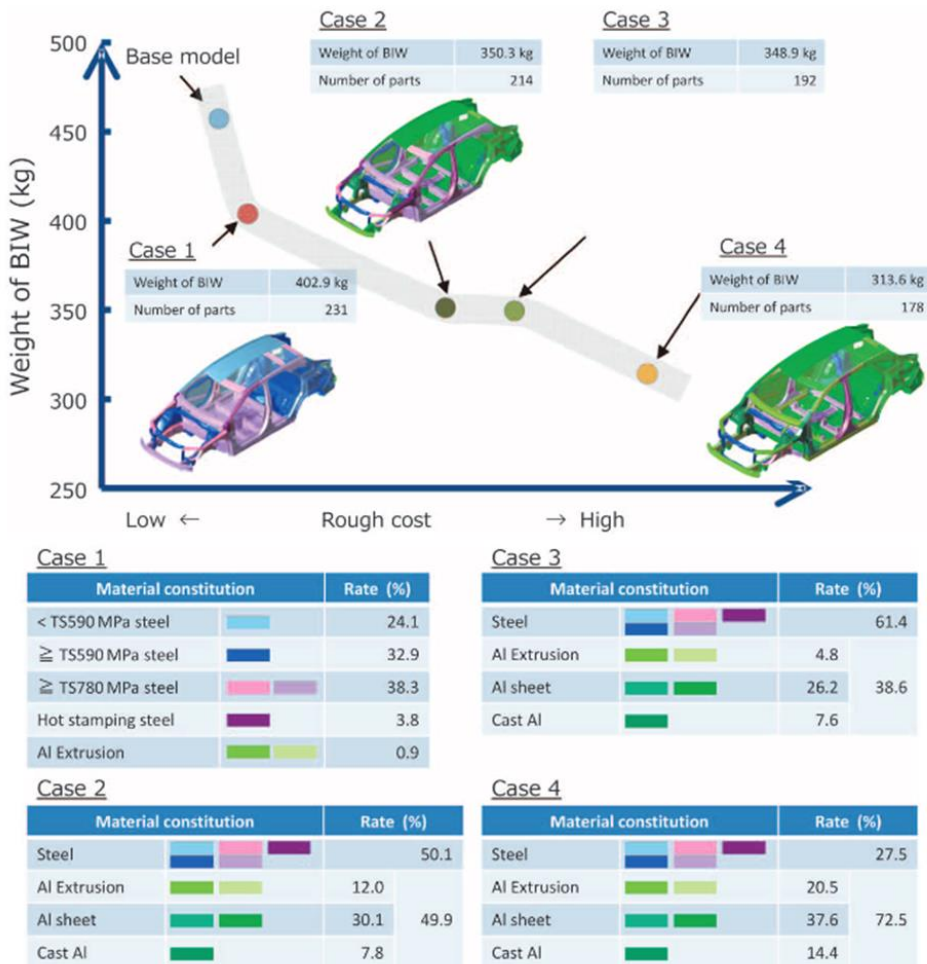 Case 2
Weight of BIW 350.3 kg
Number of parts 214
Case 3
Weight of BIW 348.9 kg
Number of parts 192
500
450
400
350
300
250
Weight of BIW (kg)
Base model
Case 1
Weight of BIW 402.9 kg
Number of parts 231
Case 4
Weight of BIW 313.6 kg
Number of parts 178
Low ← Rough cost → High
Case 1
Material constitution Rate (%)
< TS590 MPa steel 24.1
≧ TS590 MPa steel 32.9
≧ TS780 MPa steel 38.3
Hot stamping steel 3.8
Al Extrusion 0.9
Case 3
Material constitution Rate (%)
Steel 61.4
Al Extrusion 4.8
Al sheet 26.2 38.6
Cast Al 7.6
Case 2
Material constitution Rate (%)
Steel 50.1
Al Extrusion 12.0
Al sheet 30.1 49.9
Cast Al 7.8
Case 4
Material constitution Rate (%)
Steel 27.5
Al Extrusion 20.5
Al sheet 37.6 72.5
Cast Al 14.4